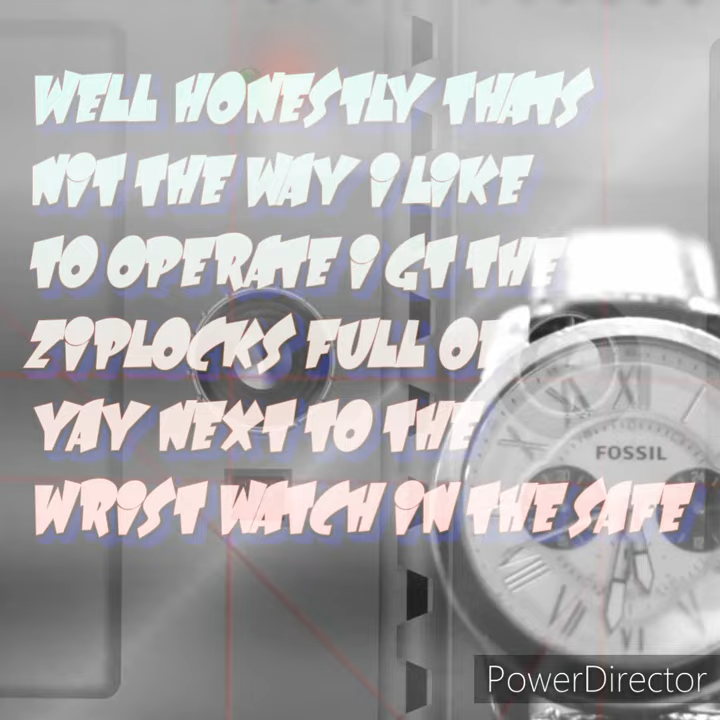 WELL HONESTLY THATS
NIT THE WAY I LIKE
TO OPERATE I GT THE
ZIPLOCKS FULL OF
YAY NEXT TO THE
WRIST WATCH IN THE SAFE
FOSSIL
PowerDirector